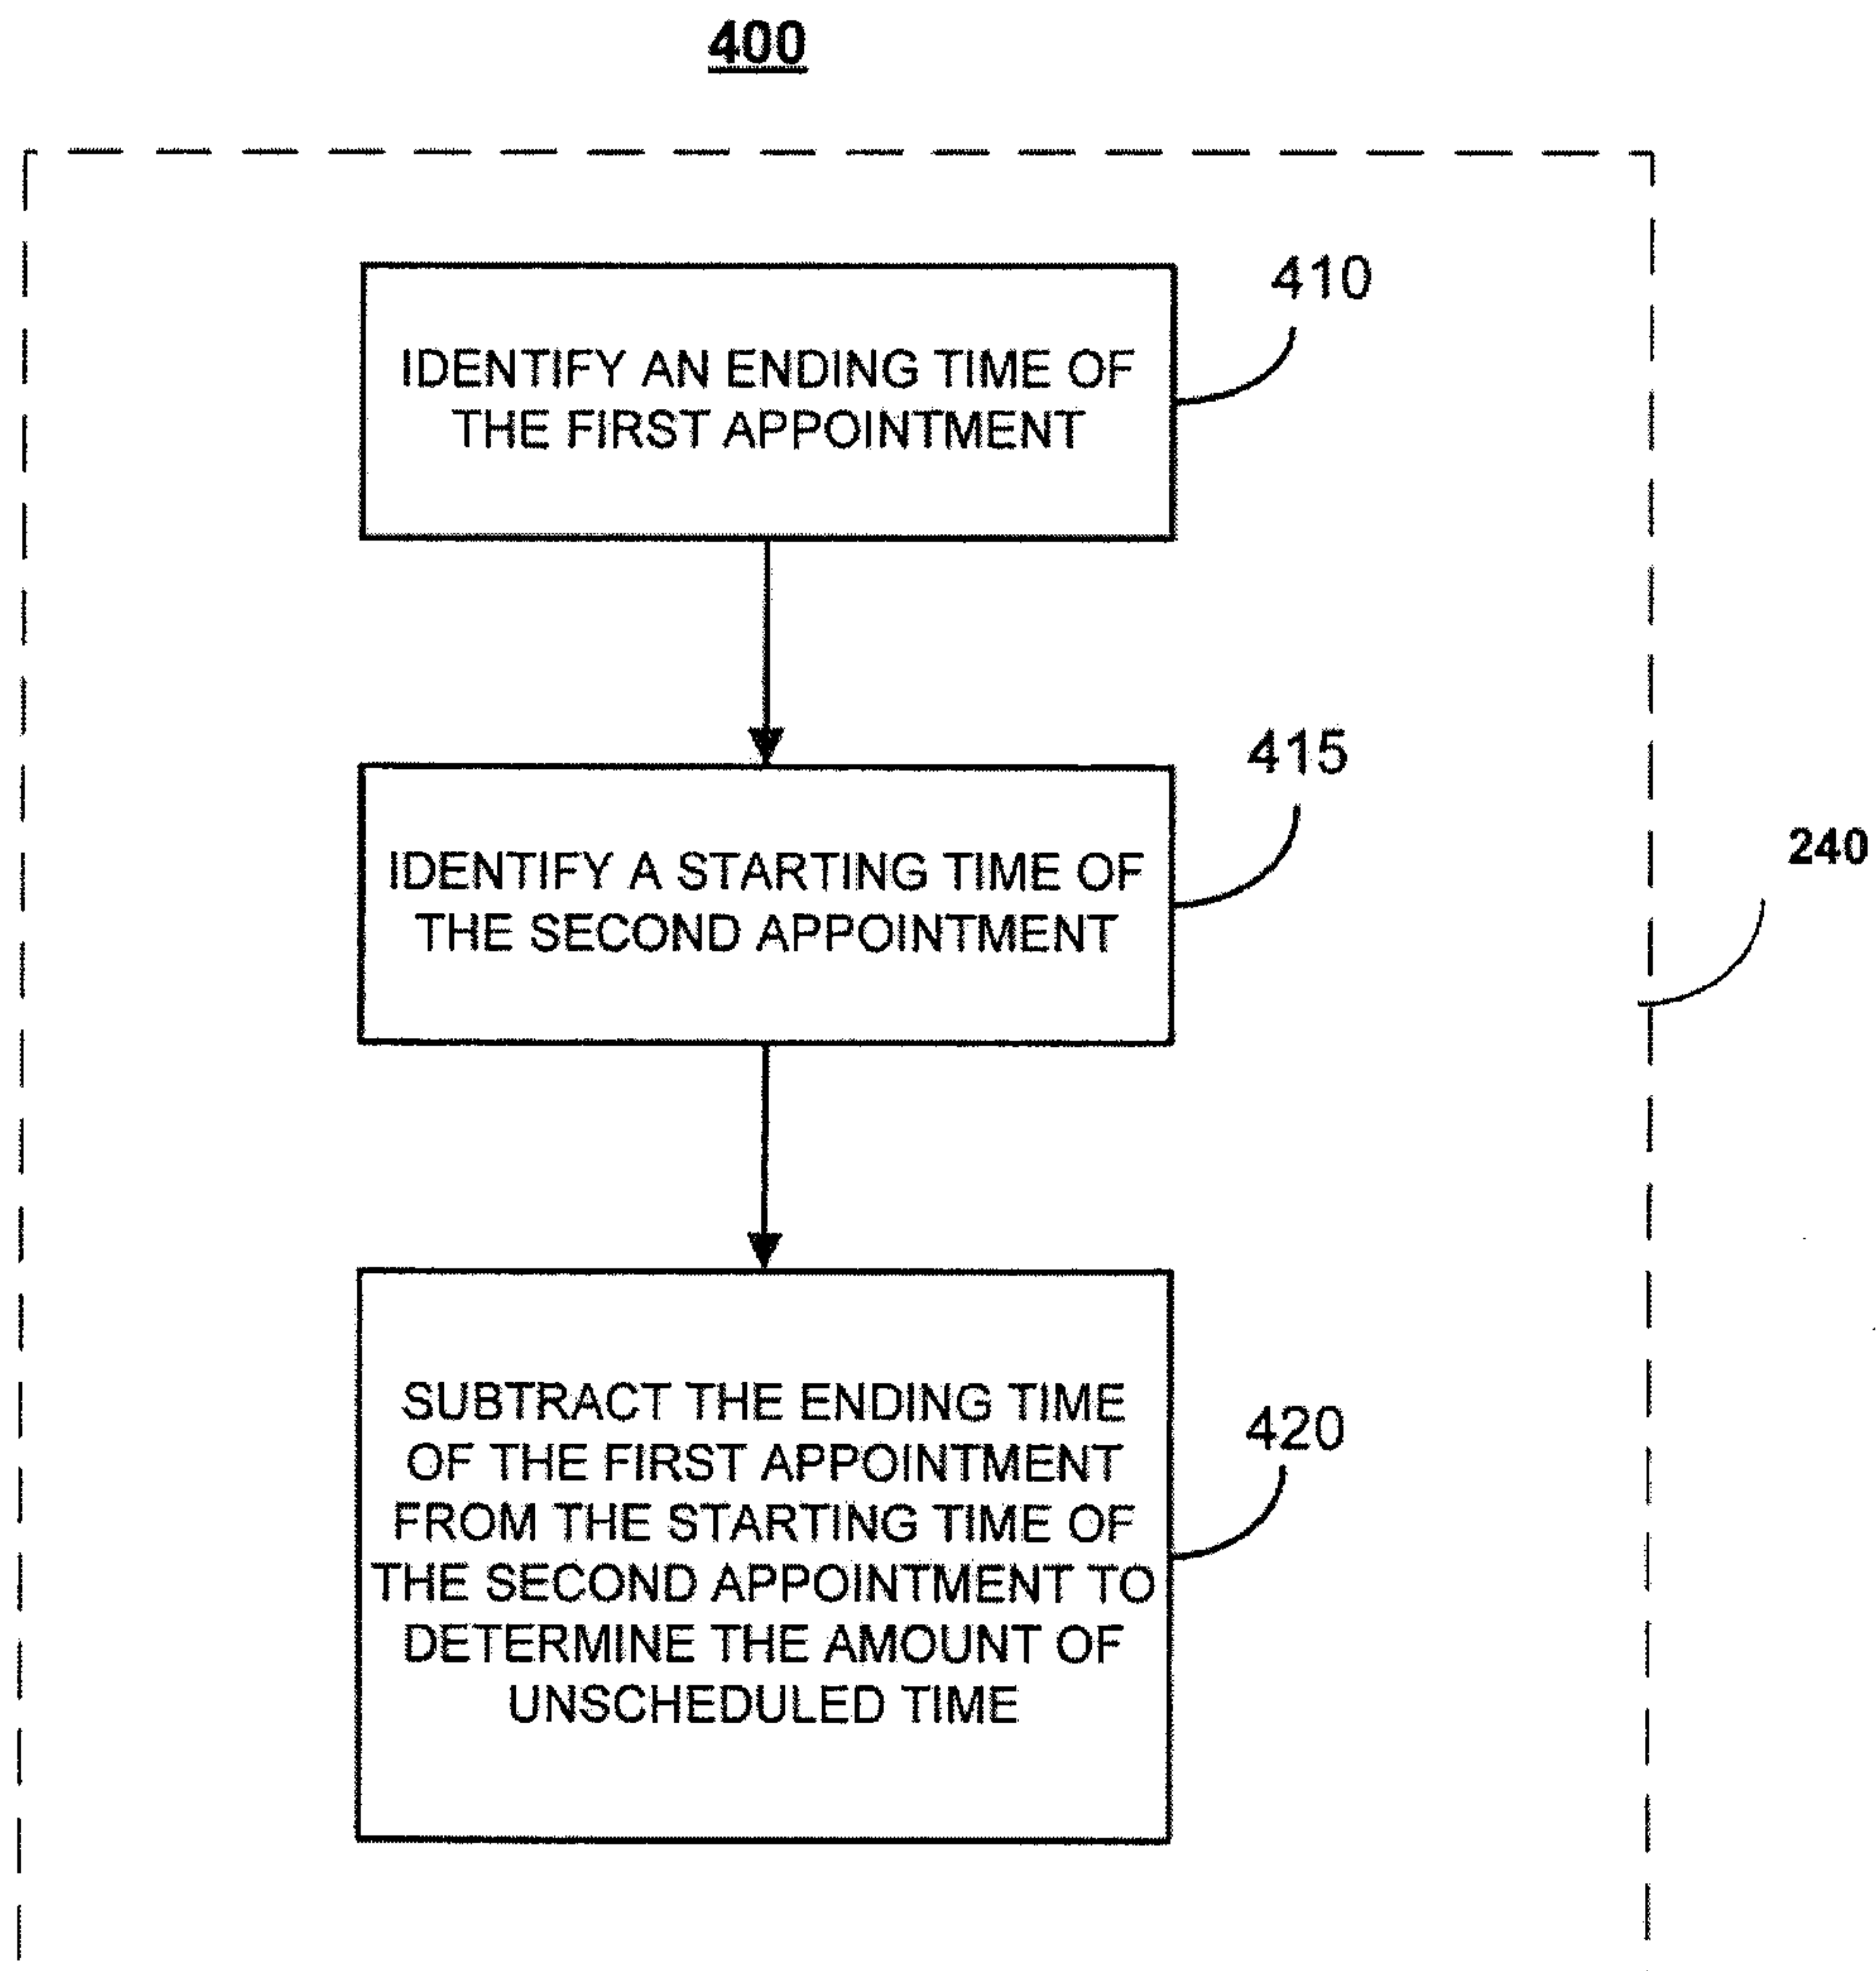 400
410
IDENTIFY AN ENDING TIME OF
THE FIRST APPOINTMENT
415
IDENTIFY A STARTING TIME OF
THE SECOND APPOINTMENT
240
420
SUBTRACT THE ENDING TIME
OF THE FIRST APPOINTMENT
FROM THE STARTING TIME OF
THE SECOND APPOINTMENT TO
DETERMINE THE AMOUNT OF
UNSCHEDULED TIME